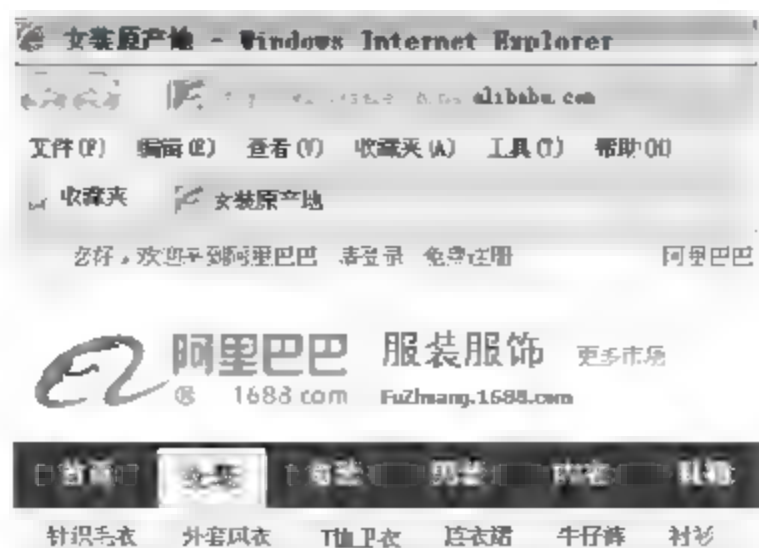 女装原产地 - Windows Internet Explorer
alibaba.com
文件(F) 编辑(E) 查看(V) 收藏夹(A) 工具(T) 帮助(H)
收藏夹 女装原产地
您好，欢迎来到阿里巴巴 请登录 免费注册 阿里巴巴
阿里巴巴 服装服饰 更多市场
® 1688.com FuZhuang.1688.com
首页 女装 男装 内衣
针织毛衣 外套风衣 T恤卫衣 连衣裙 牛仔裤 衬衫